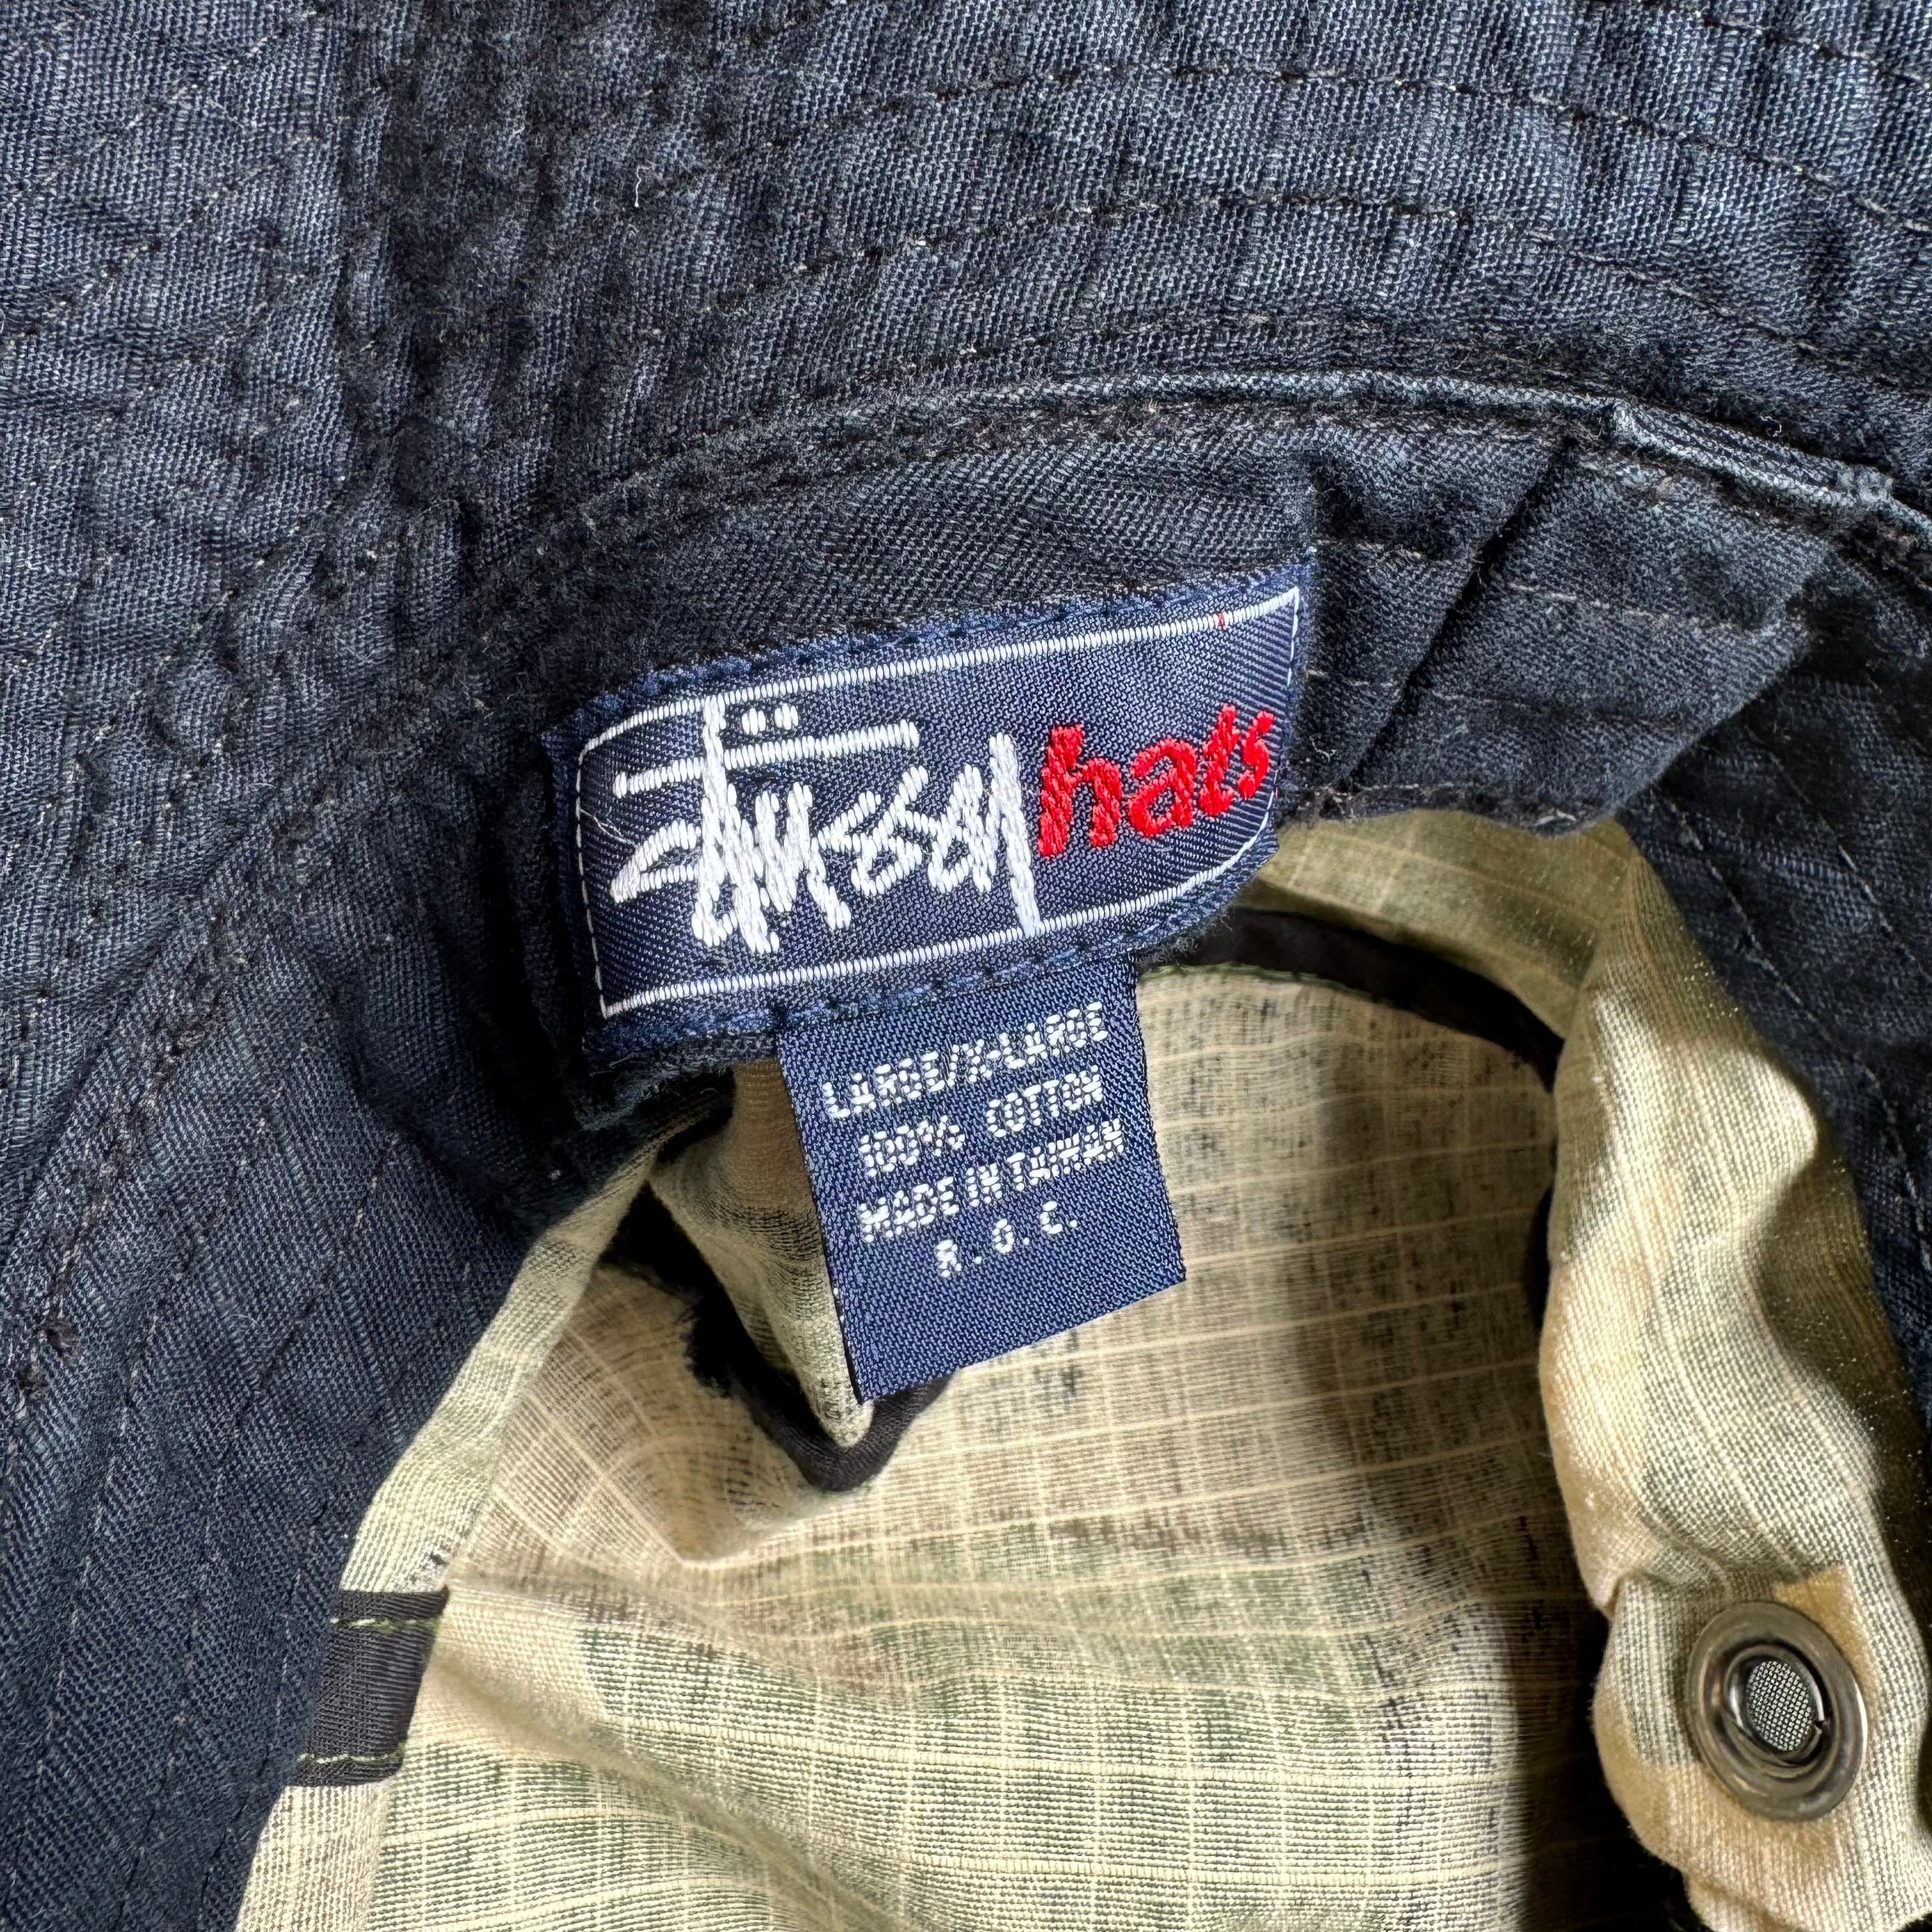 Stüssy hats
LARGE/X-LARGE
100% COTTON
MADE IN TAIWAN
R.O.C.